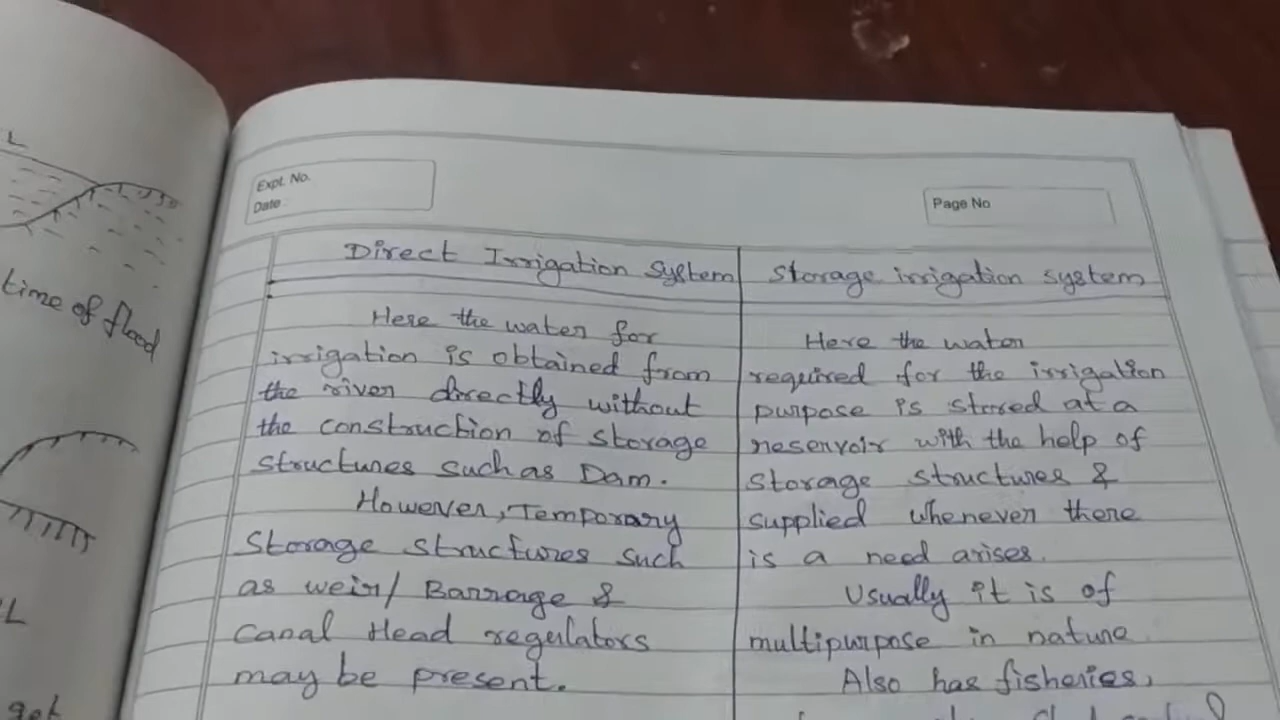 L
time of flood
L
get
Expt. No.
Date
Page No
Direct Irrigation System
Here the water for
irrigation is obtained from
the river directly without
the construction of storage
structures such as Dam.
However, Temporary
Storage structures such
as weir/ Barrage &
Canal Head regulators
may be present.
Storage irrigation system
Here the water
required for the irrigation
purpose is stored at a
reservoir with the help of
storage structures &
supplied whenever there
is a need arises.
Usually it is of
multipurpose in nature
Also has fisheries,